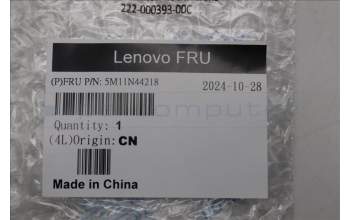 222-000393-00C
Lenovo FRU
(P)FRU P/N: 5M11N44218
2024-10-28
Quantity: 1
(4L)Origin: CN
Made in China